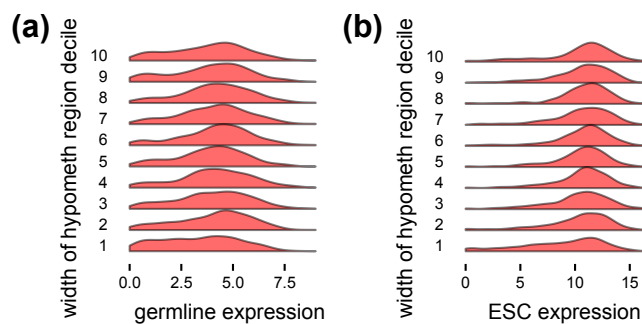 (a)
width of hypometh region decile
10
9
8
7
6
5
4
3
2
1
0.0 2.5 5.0 7.5
germline expression
(b)
width of hypometh region decile
10
9
8
7
6
5
4
3
2
1
0 5 10 15
ESC expression